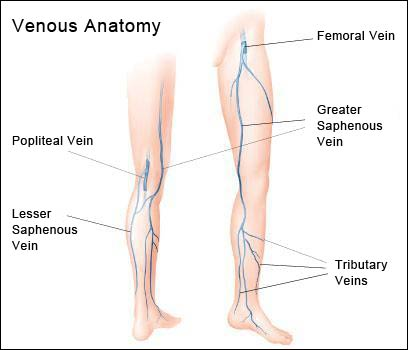 Venous Anatomy
Femoral Vein
Greater
Saphenous
Vein
Popliteal Vein
Lesser
Saphenous
Vein
Tributary
Veins